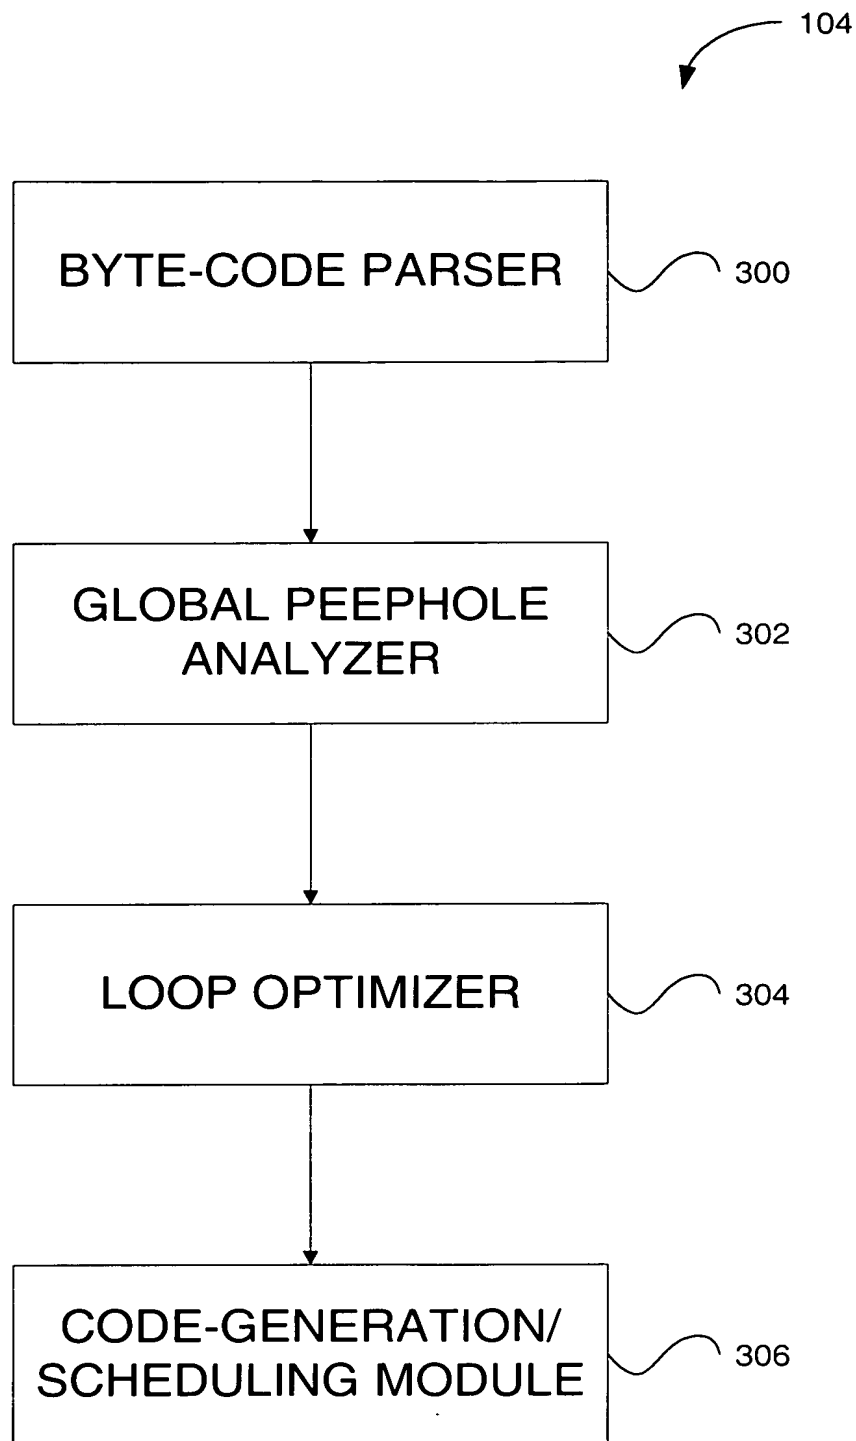 104
BYTE-CODE PARSER
300
GLOBAL PEEPHOLE
ANALYZER
302
LOOP OPTIMIZER
304
CODE-GENERATION/
SCHEDULING MODULE
306